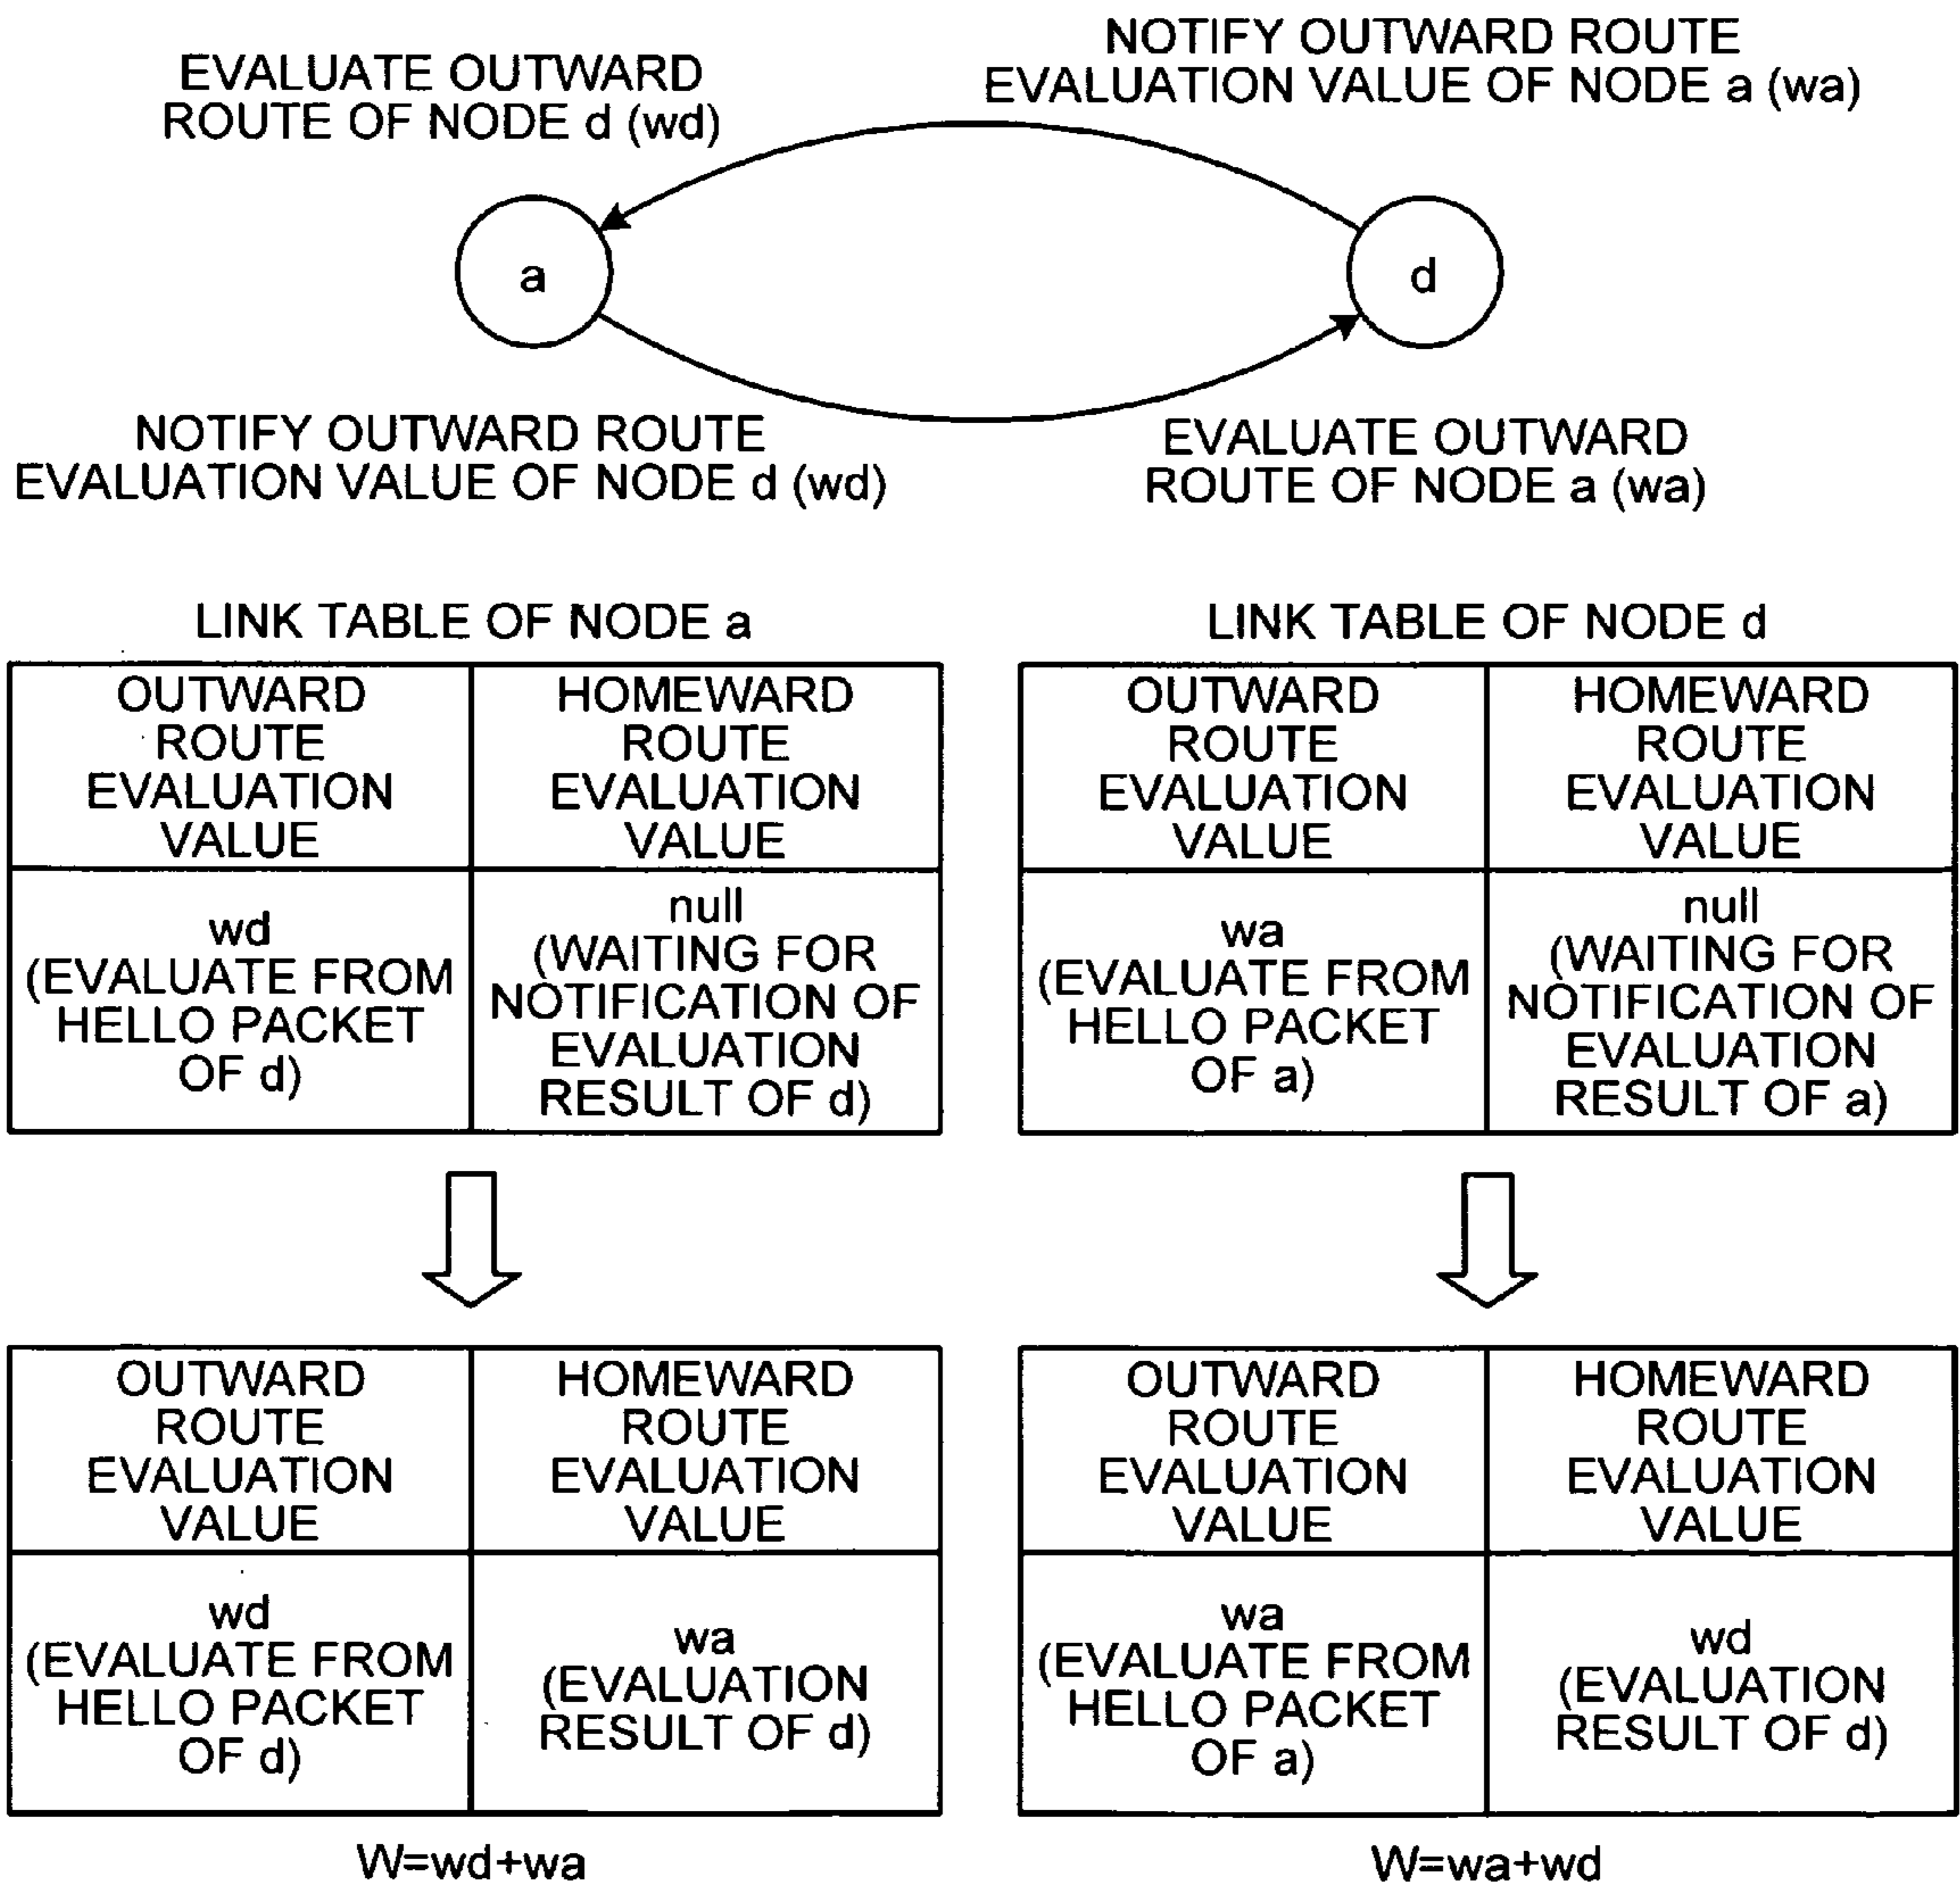 EVALUATE OUTWARD
ROUTE OF NODE d (wd)
NOTIFY OUTWARD ROUTE
EVALUATION VALUE OF NODE a (wa)
a
d
NOTIFY OUTWARD ROUTE
EVALUATION VALUE OF NODE d (wd)
EVALUATE OUTWARD
ROUTE OF NODE a (wa)
LINK TABLE OF NODE a
OUTWARD
ROUTE
EVALUATION
VALUE
HOMEWARD
ROUTE
EVALUATION
VALUE
wd
(EVALUATE FROM
HELLO PACKET
OF d)
null
(WAITING FOR
NOTIFICATION OF
EVALUATION
RESULT OF d)
LINK TABLE OF NODE d
OUTWARD
ROUTE
EVALUATION
VALUE
HOMEWARD
ROUTE
EVALUATION
VALUE
wa
(EVALUATE FROM
HELLO PACKET
OF a)
null
(WAITING FOR
NOTIFICATION OF
EVALUATION
RESULT OF a)
OUTWARD
ROUTE
EVALUATION
VALUE
HOMEWARD
ROUTE
EVALUATION
VALUE
wd
(EVALUATE FROM
HELLO PACKET
OF d)
wa
(EVALUATION
RESULT OF d)
W=wd+wa
OUTWARD
ROUTE
EVALUATION
VALUE
HOMEWARD
ROUTE
EVALUATION
VALUE
wa
(EVALUATE FROM
HELLO PACKET
OF a)
wd
(EVALUATION
RESULT OF d)
W=wa+wd